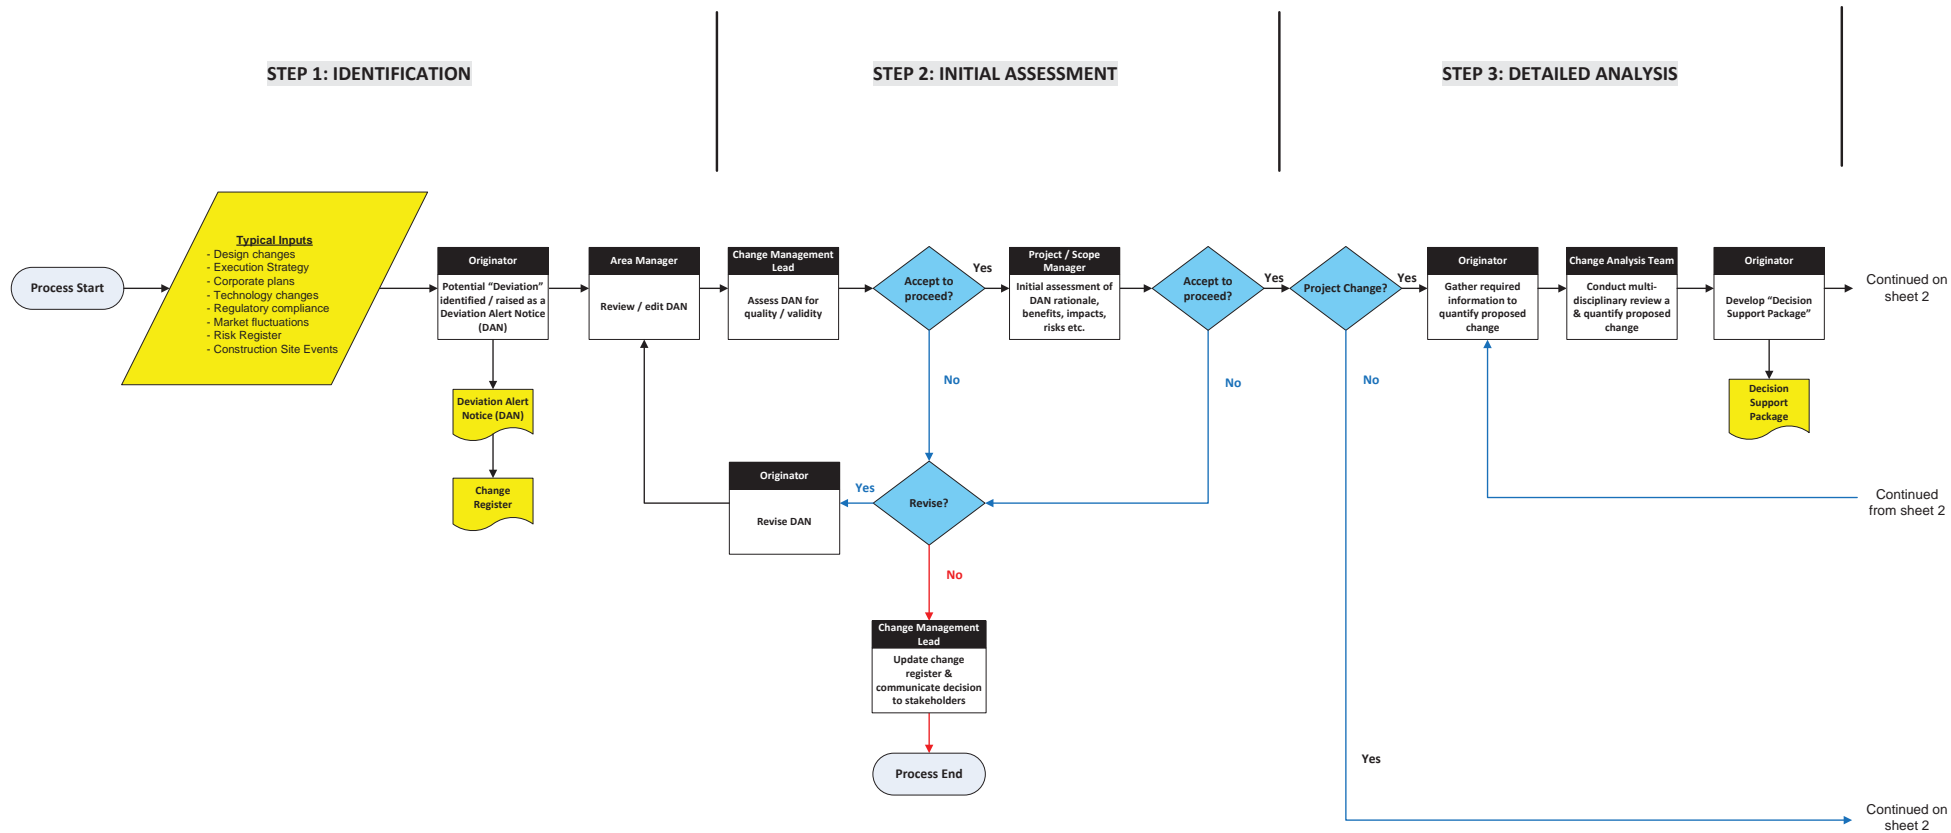 STEP 1: IDENTIFICATION
STEP 2: INITIAL ASSESSMENT
STEP 3: DETAILED ANALYSIS
Process Start
Typical Inputs
- Design changes
- Execution Strategy
- Corporate plans
- Technology changes
- Regulatory compliance
- Market fluctuations
- Risk Register
- Construction Site Events
Originator
Potential “Deviation”
identified / raised as a
Deviation Alert Notice
(DAN)
Deviation Alert
Notice (DAN)
Change
Register
Area Manager
Review / edit DAN
Change Management
Lead
Assess DAN for
quality / validity
Accept to
proceed?
Yes
No
Project / Scope
Manager
Initial assessment of
DAN rationale,
benefits, impacts,
risks etc.
Accept to
proceed?
Yes
No
Project Change?
Yes
No
Originator
Gather required
information to
quantify proposed
change
Change Analysis Team
Conduct multi-
disciplinary review a
& quantify proposed
change
Originator
Develop “Decision
Support Package”
Decision
Support
Package
Continued on
sheet 2
Originator
Revise DAN
Yes
Revise?
No
Continued
from sheet 2
Change Management
Lead
Update change
register &
communicate decision
to stakeholders
Process End
Yes
Continued on
sheet 2